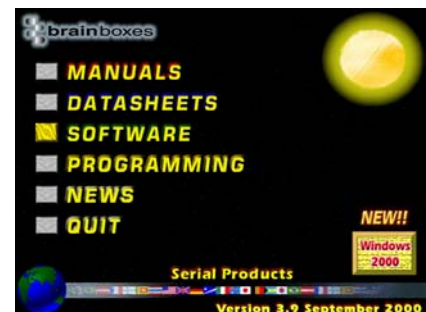 brainboxes
MANUALS
DATASHEETS
SOFTWARE
PROGRAMMING
NEWS
QUIT
NEW!!
Windows
2000
Serial Products
Version 3.9 September 2000